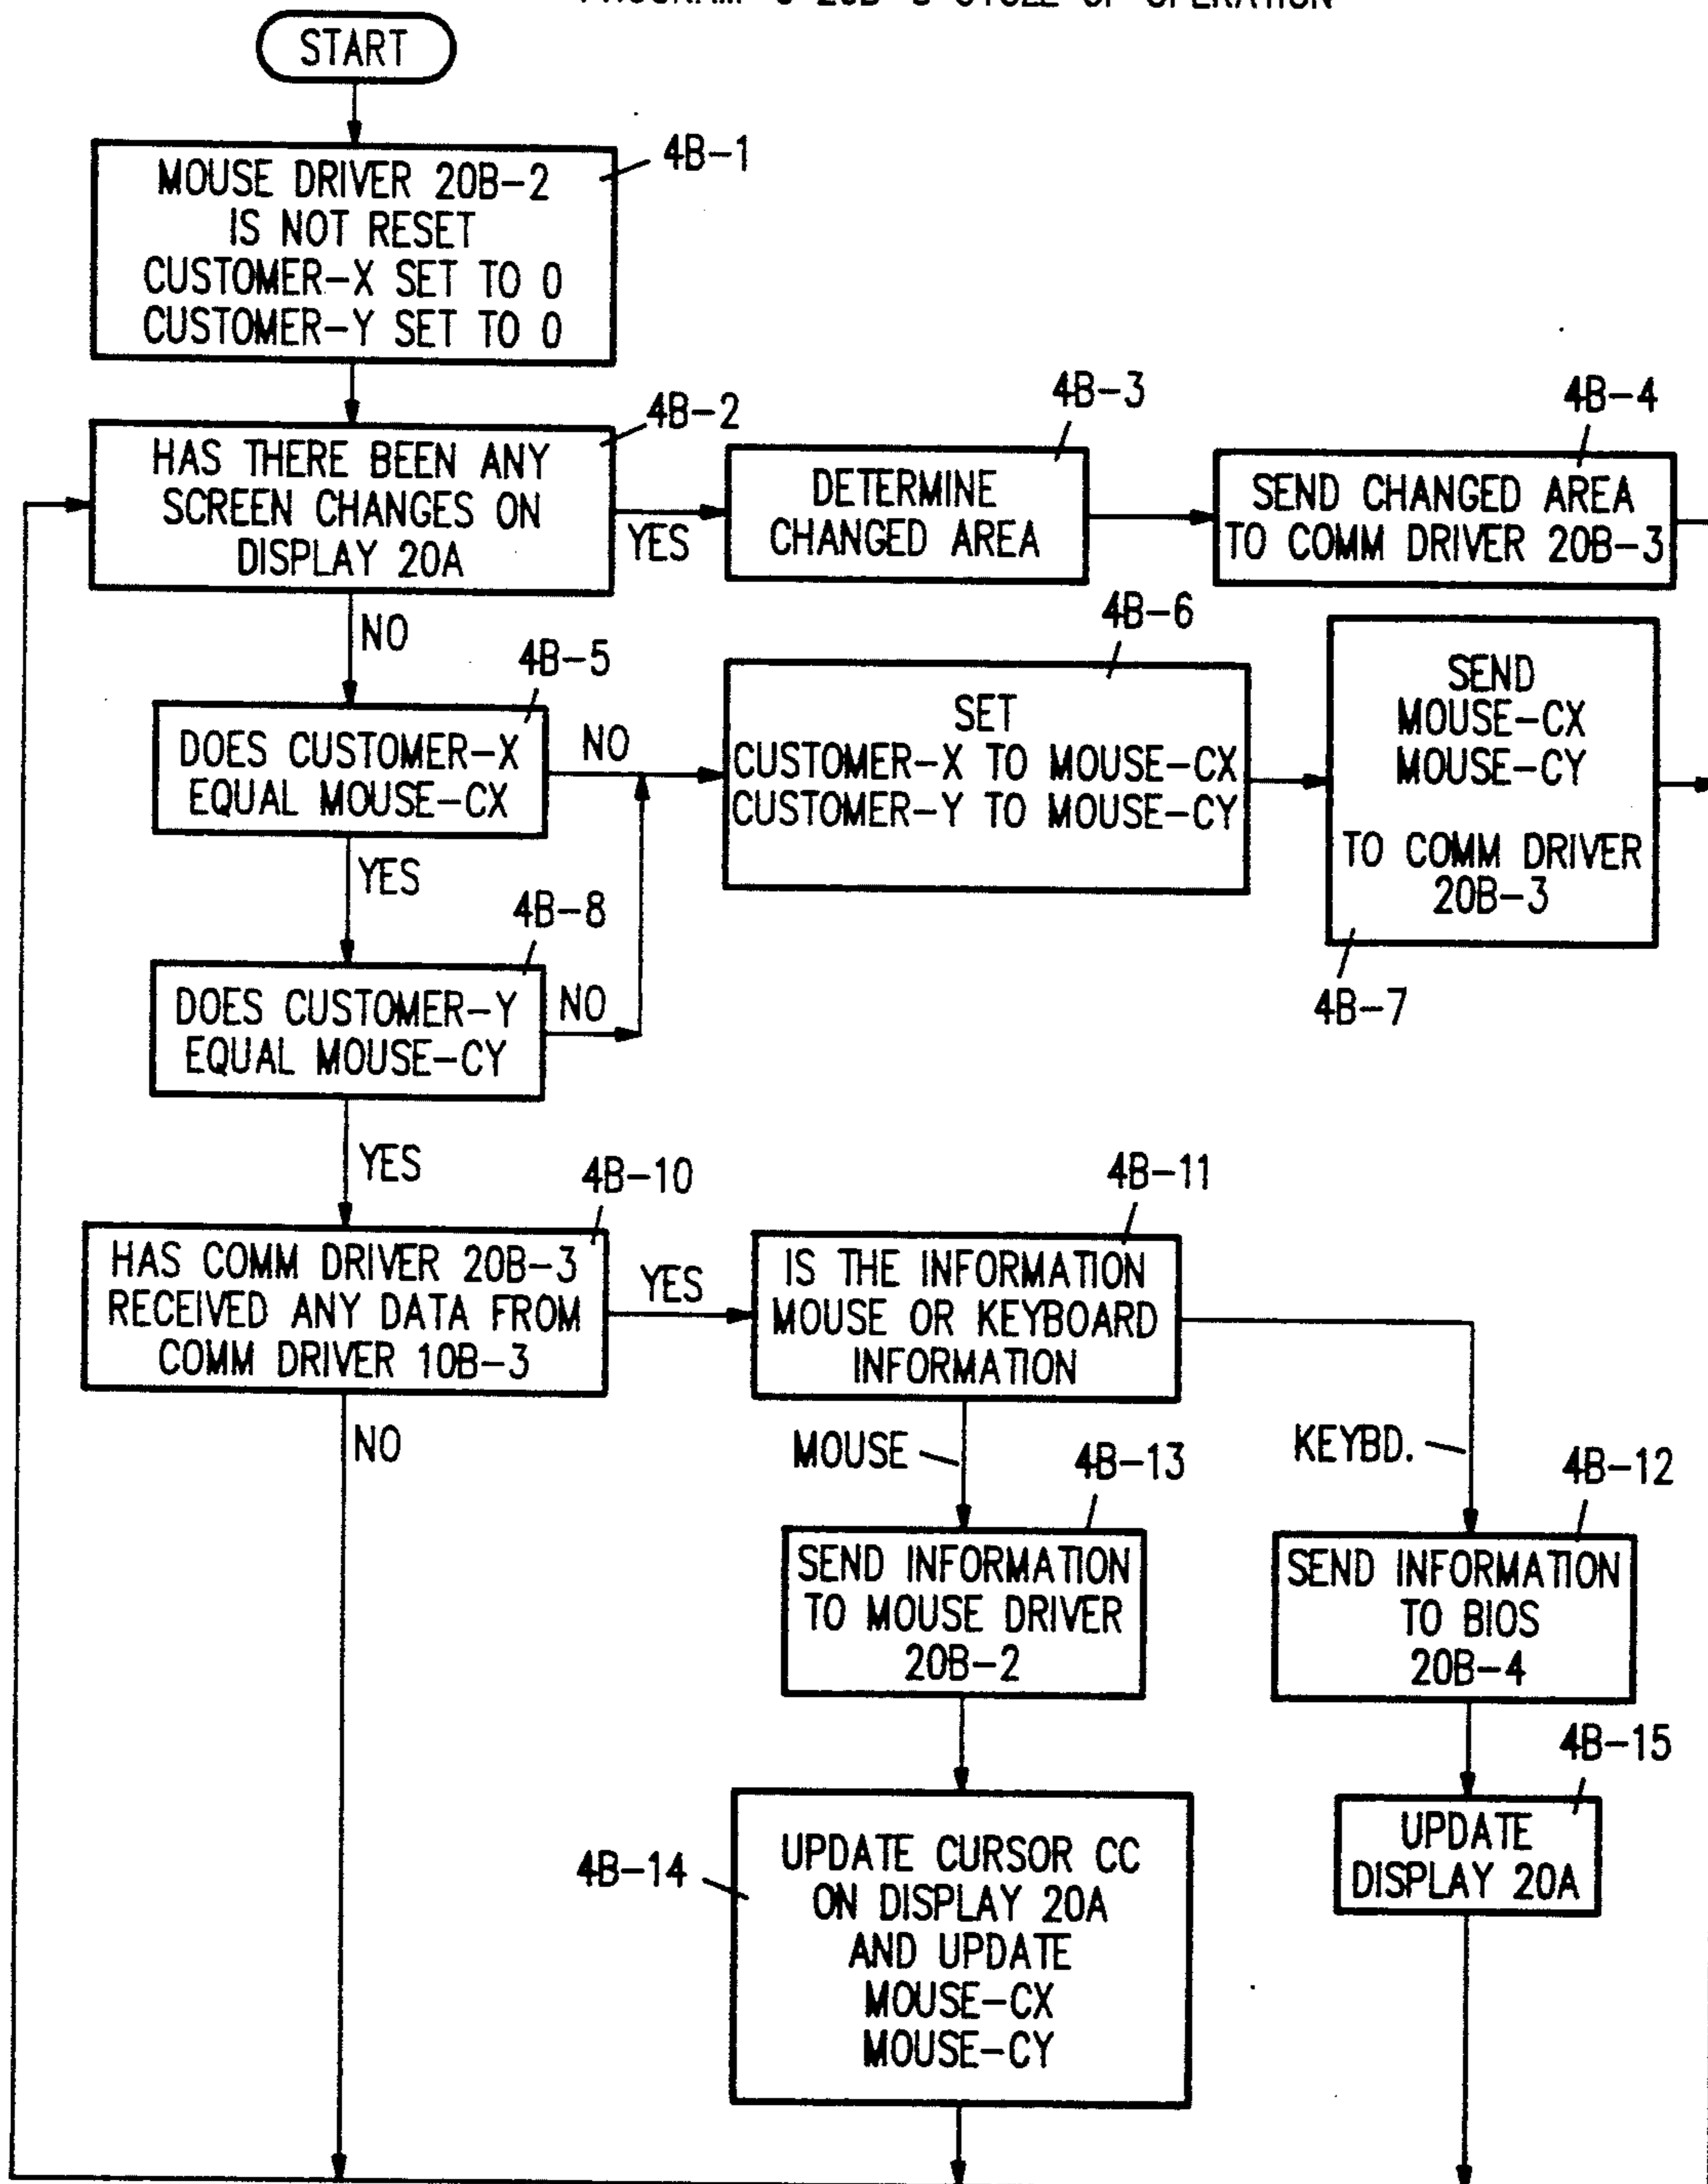 START
4B-1
MOUSE DRIVER 20B-2
IS NOT RESET
CUSTOMER-X SET TO 0
CUSTOMER-Y SET TO 0
4B-2
HAS THERE BEEN ANY
SCREEN CHANGES ON
DISPLAY 20A
YES
4B-3
DETERMINE
CHANGED AREA
4B-4
SEND CHANGED AREA
TO COMM DRIVER 20B-3
NO
4B-5
DOES CUSTOMER-X
EQUAL MOUSE-CX
NO
4B-6
SET
CUSTOMER-X TO MOUSE-CX
CUSTOMER-Y TO MOUSE-CY
SEND
MOUSE-CX
MOUSE-CY
TO COMM DRIVER
20B-3
4B-7
YES
4B-8
DOES CUSTOMER-Y
EQUAL MOUSE-CY
NO
YES
4B-10
HAS COMM DRIVER 20B-3
RECEIVED ANY DATA FROM
COMM DRIVER 10B-3
YES
4B-11
IS THE INFORMATION
MOUSE OR KEYBOARD
INFORMATION
NO
MOUSE
4B-13
SEND INFORMATION
TO MOUSE DRIVER
20B-2
KEYBD.
4B-12
SEND INFORMATION
TO BIOS
20B-4
4B-14
UPDATE CURSOR CC
ON DISPLAY 20A
AND UPDATE
MOUSE-CX
MOUSE-CY
4B-15
UPDATE
DISPLAY 20A